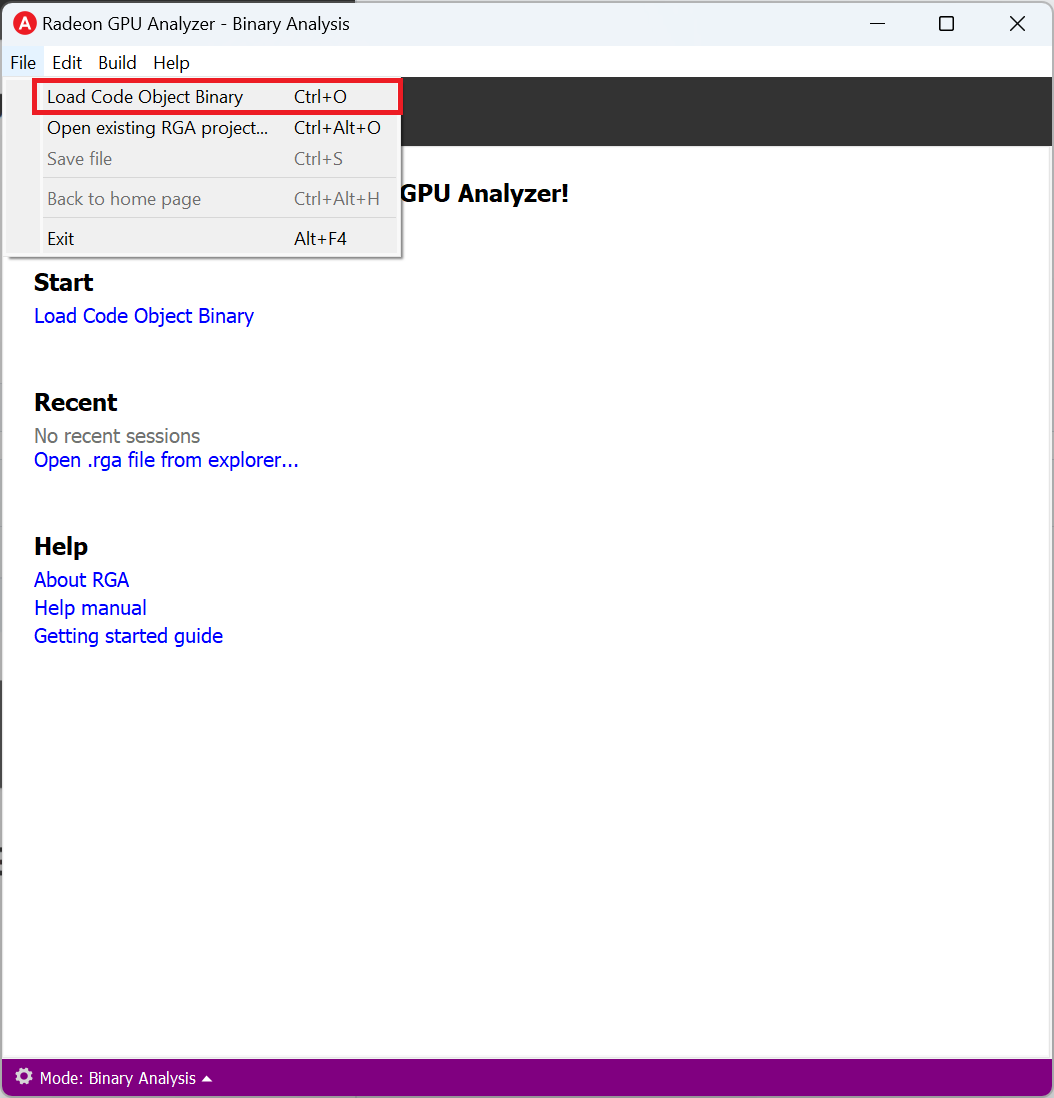 Radeon GPU Analyzer - Binary Analysis
File Edit Build Help
Load Code Object Binary Ctrl+O
Open existing RGA project... Ctrl+Alt+O
Save file Ctrl+S
Back to home page Ctrl+Alt+H
Exit Alt+F4
GPU Analyzer!
Start
Load Code Object Binary
Recent
No recent sessions
Open .rga file from explorer...
Help
About RGA
Help manual
Getting started guide
Mode: Binary Analysis